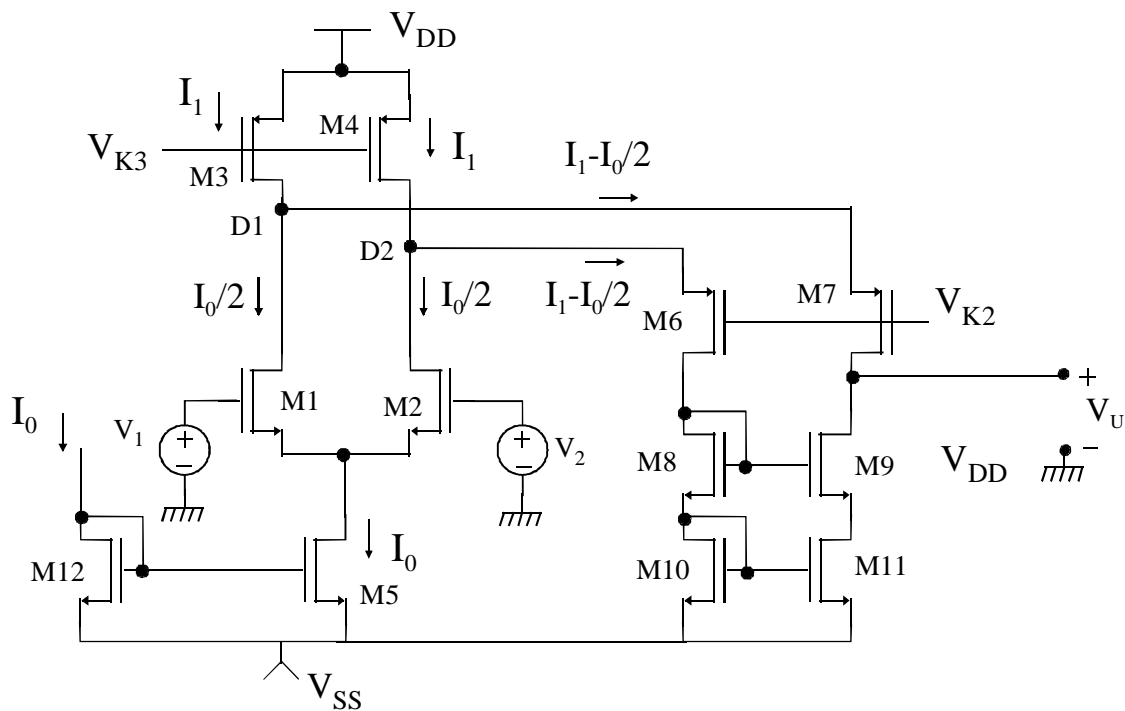 V_DD
I_1
M4
V_K3
I_1
M3
I_1-I_0/2
D1
D2
I_0/2
I_0/2
I_1-I_0/2
M7
M6
V_K2
M1
M2
I_0
V_1
V_2
+
−
+
−
+
V_U
−
M8
M9
V_DD
M12
I_0
M5
M10
M11
V_SS